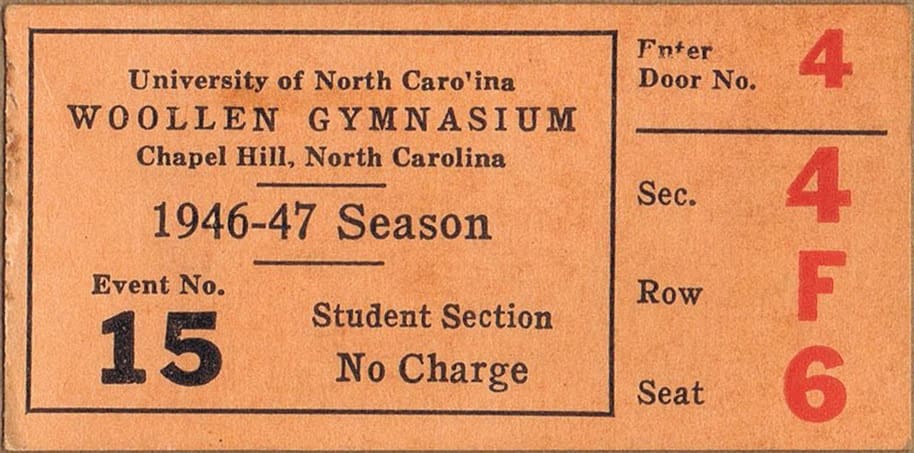 University of North Caro'ina
WOOLLEN GYMNASIUM
Chapel Hill, North Carolina
1946-47 Season
Event No.
15
Student Section
No Charge
Enter
Door No. 4
Sec. 4
Row F
Seat 6